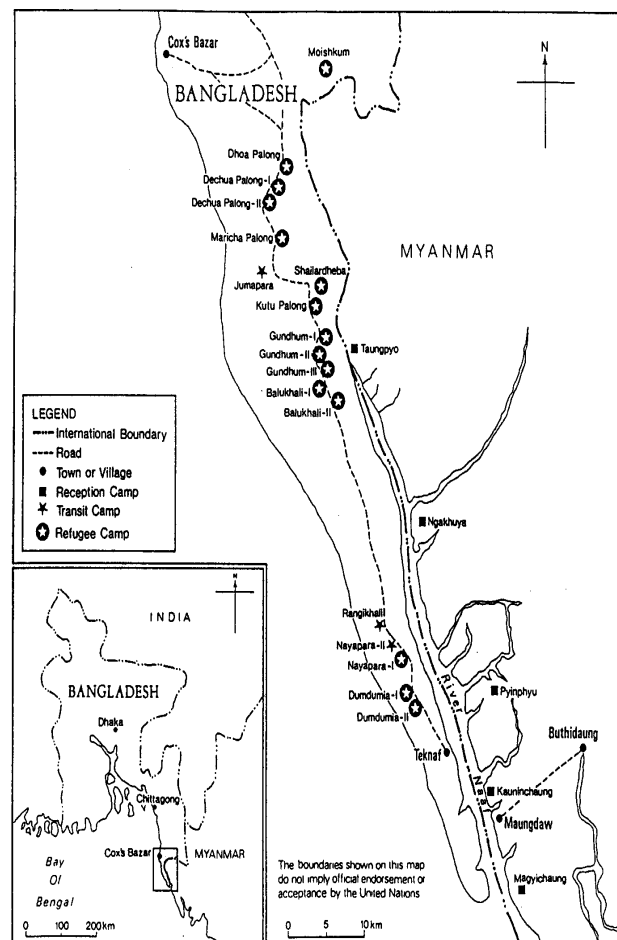 Cox's Bazar
Moishkum
N
BANGLADESH
Dhoa Palong
Dechua Palong-I
Dechua Palong-II
Maricha Palong
MYANMAR
Jumapara
Shailardheba
Kutu Palong
Gundhum-I
Gundhum-II
Gundhum-III
Balukhali-I
Balukhali-II
Taungpyo
LEGEND
International Boundary
Road
Town or Village
Reception Camp
Transit Camp
Refugee Camp
Ngakhuya
Rangikhali
Nayapara-II
Nayapara-I
Dumdumia-I
Dumdumia-II
Teknaf
River
Naaf
Pyinphyu
Buthidaung
Kauninchaung
Maungdaw
Magyichaung
N
INDIA
BANGLADESH
Dhaka
Chittagong
Cox's Bazar
MYANMAR
Bay
Of
Bengal
0 100 200km
The boundaries shown on this map
do not imply official endorsement or
acceptance by the United Nations
0 5 10 km